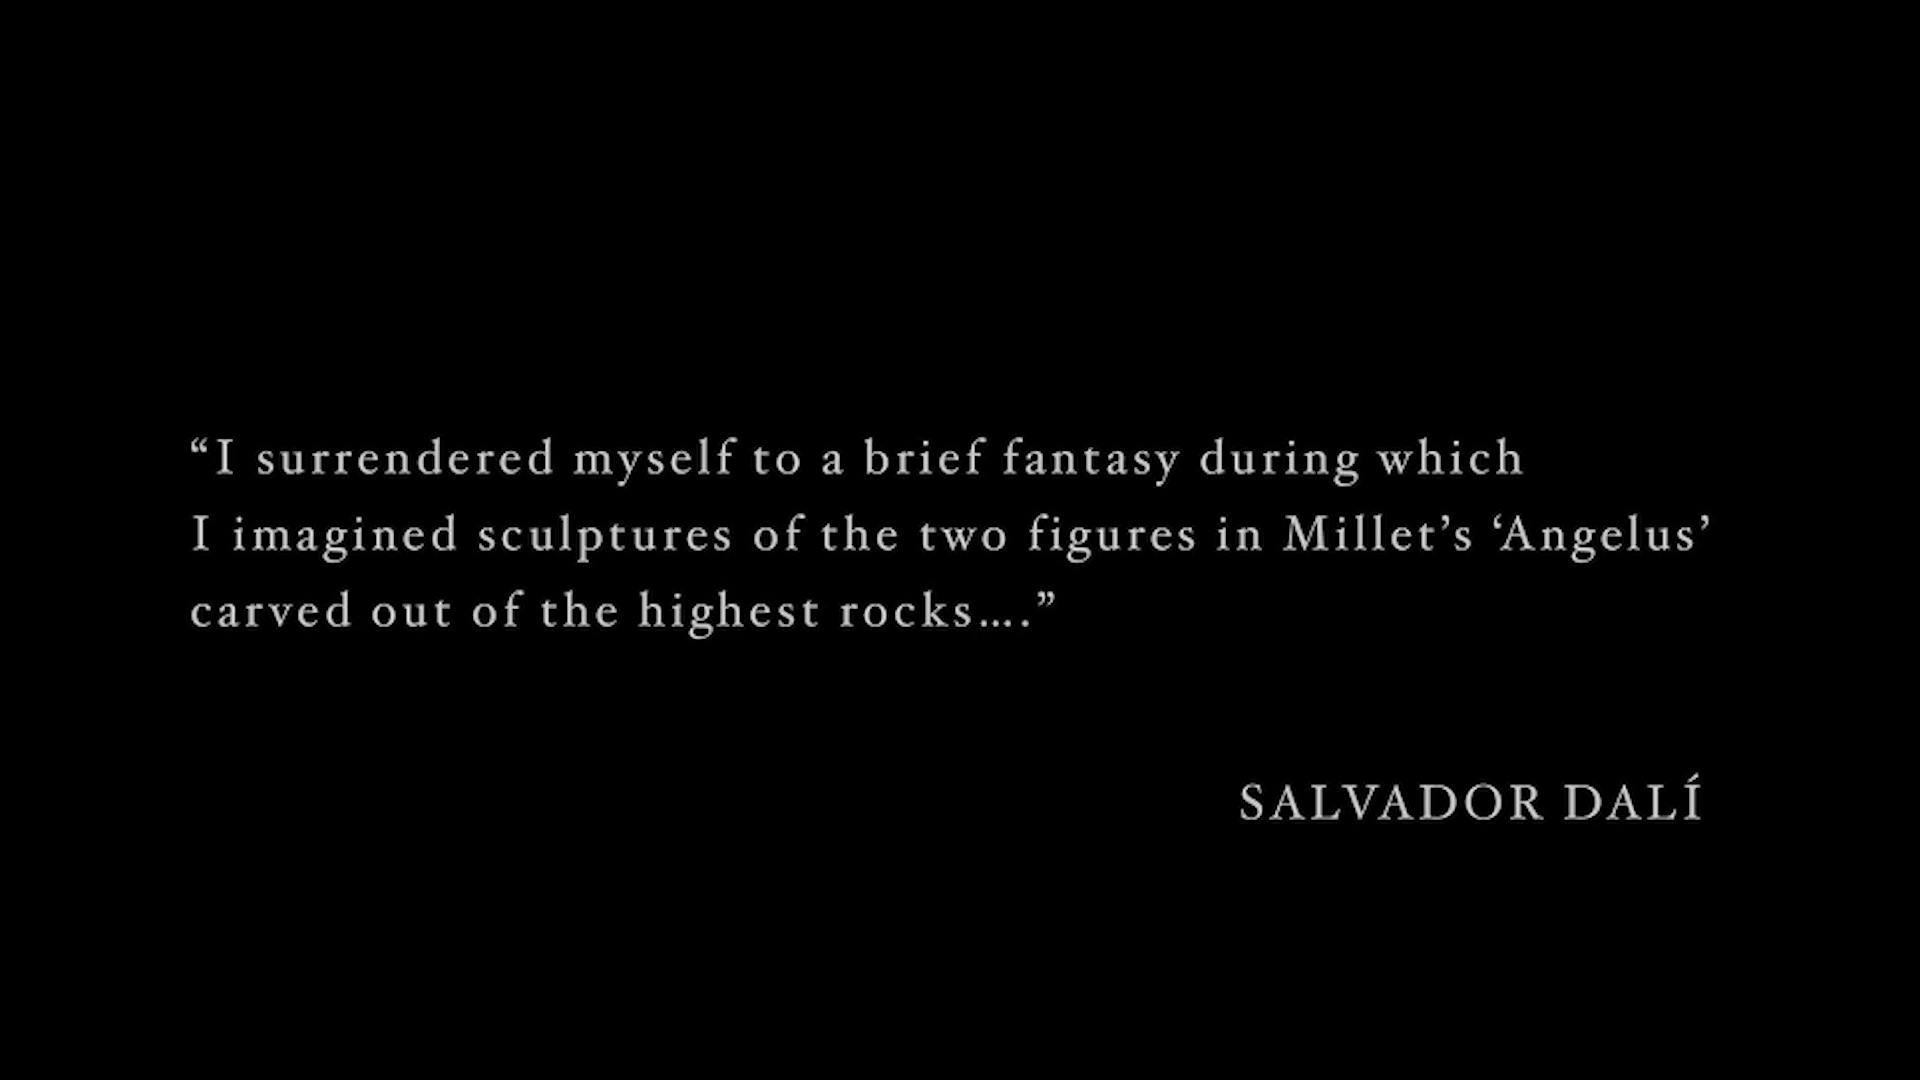 “I surrendered myself to a brief fantasy during which
I imagined sculptures of the two figures in Millet’s ‘Angelus’
carved out of the highest rocks....”
SALVADOR DALÍ